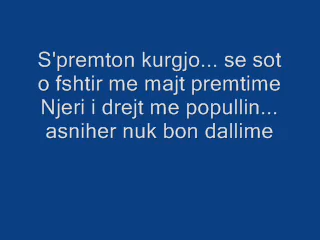 S'premton kurgjo... se sot
o fshtir me majt premtime
Njeri i drejt me popullin...
asniher nuk bon dallime